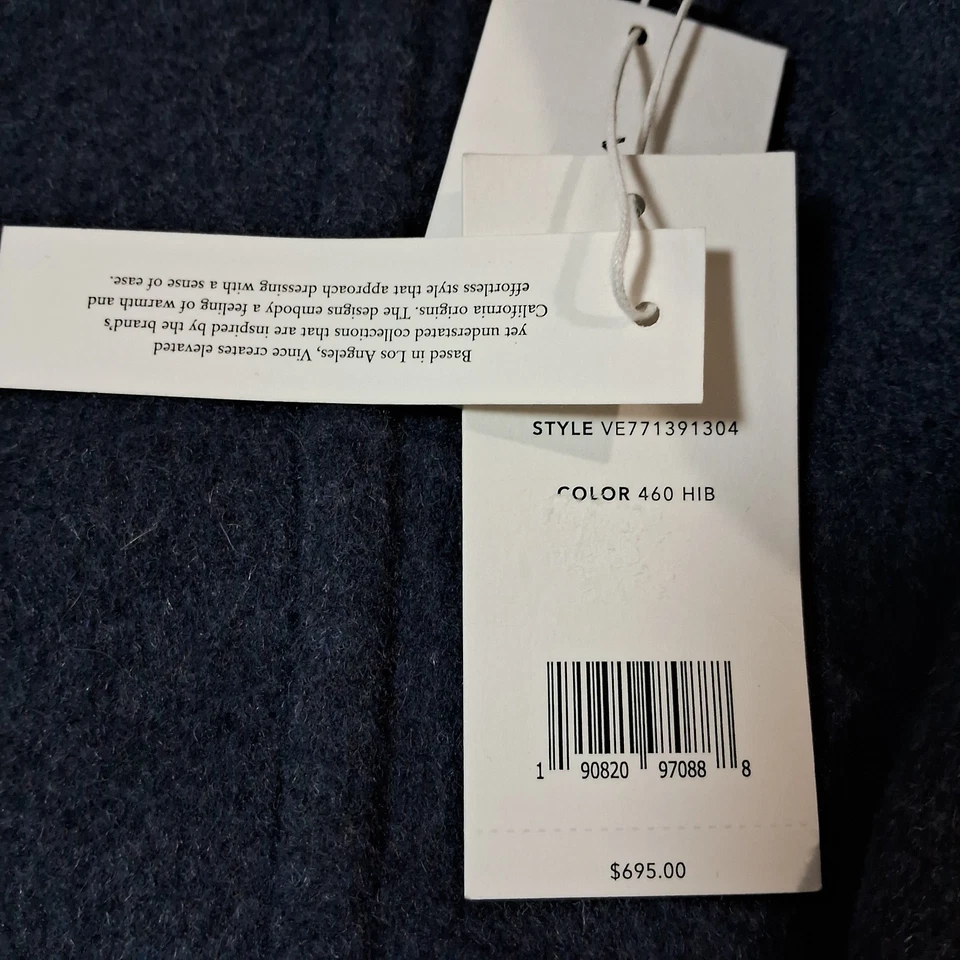 Based in Los Angeles, Vince creates elevated
yet understated collections that are inspired by the brand's
California origins. The designs embody a feeling of warmth and
effortless style that approach dressing with a sense of ease.
STYLE VE771391304
COLOR 460 HIB
1 90820 97088 8
$695.00